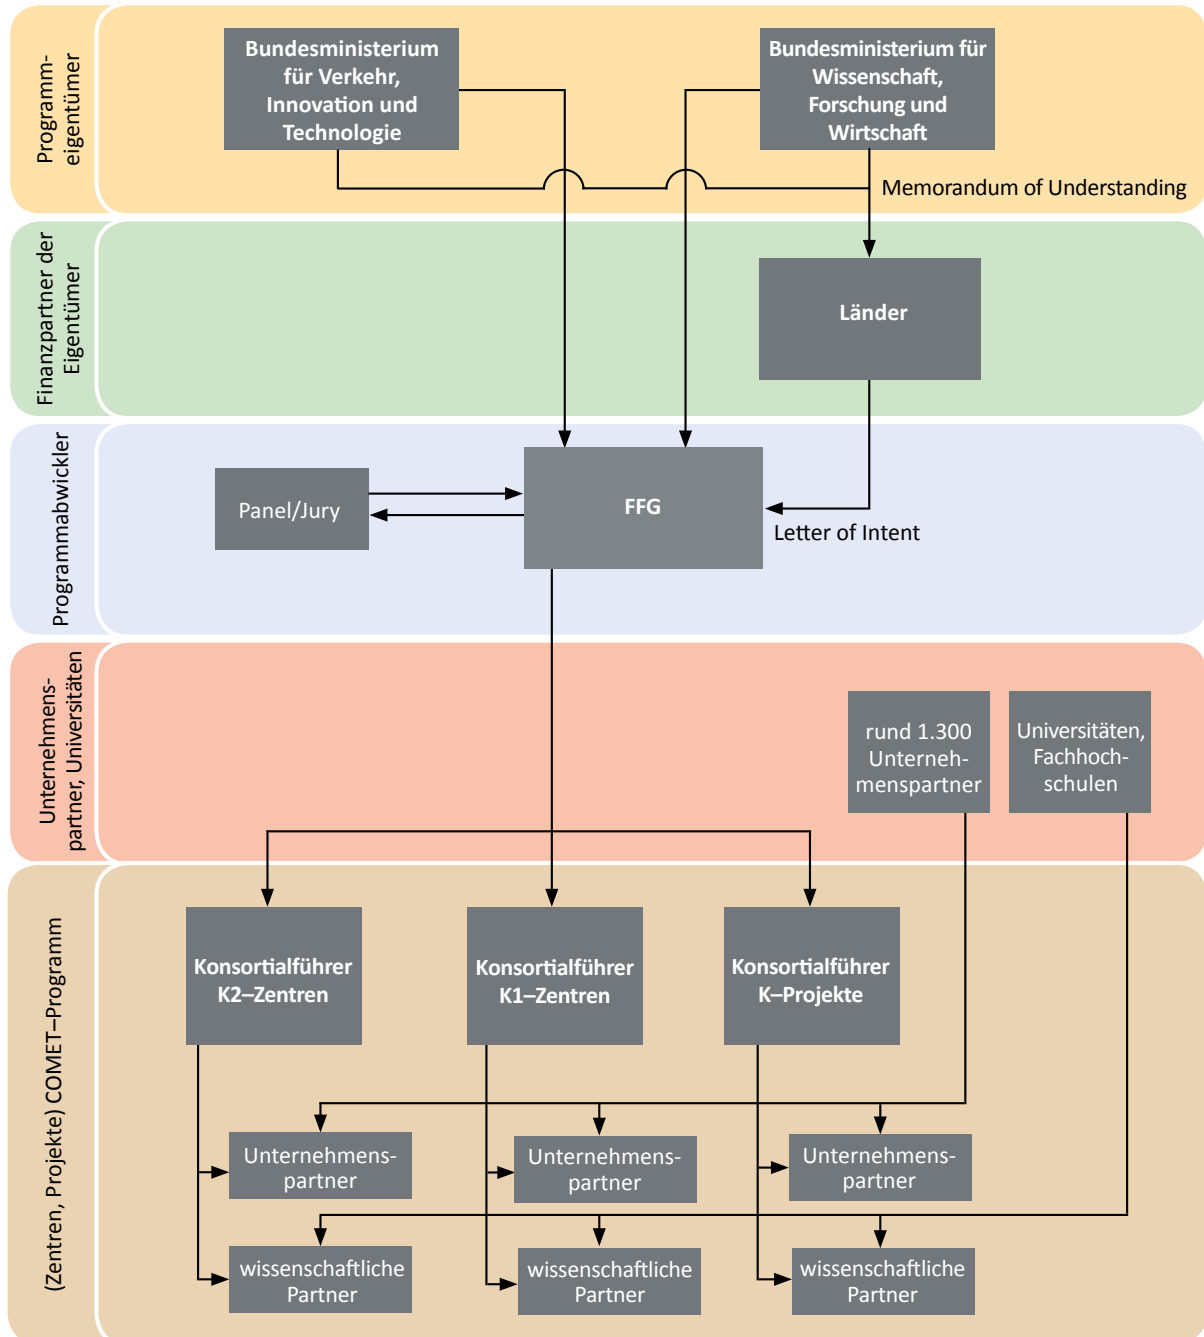 Programm-
eigentümer
Bundesministerium
für Verkehr,
Innovation und
Technologie
Bundesministerium für
Wissenschaft,
Forschung und
Wirtschaft
Memorandum of Understanding
Finanzpartner der
Eigentümer
Länder
Programmabwickler
Panel/Jury
FFG
Letter of Intent
Unternehmens-
partner, Universitäten
rund 1.300
Unterneh-
menspartner
Universitäten,
Fachhoch-
schulen
(Zentren, Projekte) COMET–Programm
Konsortialführer
K2–Zentren
Konsortialführer
K1–Zentren
Konsortialführer
K–Projekte
Unternehmens-
partner
Unternehmens-
partner
Unternehmens-
partner
wissenschaftliche
Partner
wissenschaftliche
Partner
wissenschaftliche
Partner